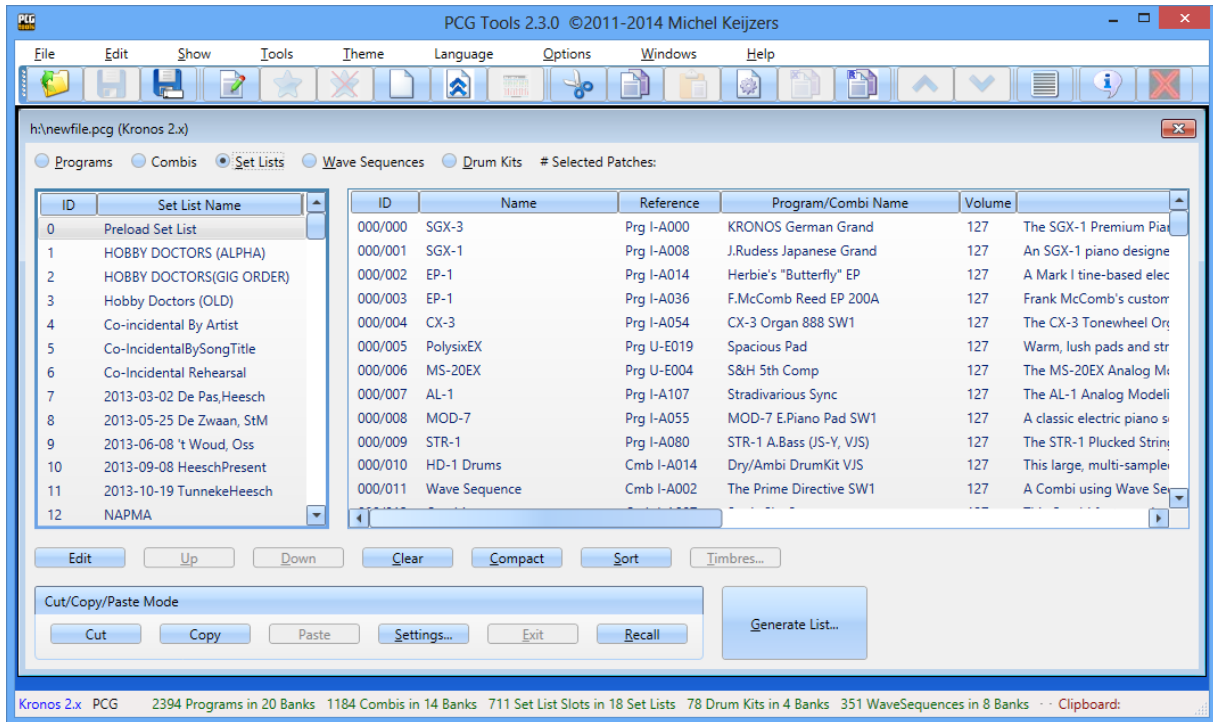 PCG Tools
PCG Tools 2.3.0 ©2011-2014 Michel Keijzers
File Edit Show Tools Theme Language Options Windows Help
h:\newfile.pcg (Kronos 2.x)
Programs Combis Set Lists Wave Sequences Drum Kits # Selected Patches:
ID Set List Name
0 Preload Set List
1 HOBBY DOCTORS (ALPHA)
2 HOBBY DOCTORS(GIG ORDER)
3 Hobby Doctors (OLD)
4 Co-incidental By Artist
5 Co-IncidentalBySongTitle
6 Co-Incidental Rehearsal
7 2013-03-02 De Pas,Heesch
8 2013-05-25 De Zwaan, StM
9 2013-06-08 't Woud, Oss
10 2013-09-08 HeeschPresent
11 2013-10-19 TunnekeHeesch
12 NAPMA
ID Name Reference Program/Combi Name Volume
000/000 SGX-3 Prg I-A000 KRONOS German Grand 127 The SGX-1 Premium Pia
000/001 SGX-1 Prg I-A008 J.Rudess Japanese Grand 127 An SGX-1 piano designe
000/002 EP-1 Prg I-A014 Herbie's "Butterfly" EP 127 A Mark I tine-based elec
000/003 EP-1 Prg I-A036 F.McComb Reed EP 200A 127 Frank McComb's custom
000/004 CX-3 Prg I-A054 CX-3 Organ 888 SW1 127 The CX-3 Tonewheel Org
000/005 PolysixEX Prg U-E019 Spacious Pad 127 Warm, lush pads and str
000/006 MS-20EX Prg U-E004 S&H 5th Comp 127 The MS-20EX Analog Mo
000/007 AL-1 Prg I-A107 Stradivarious Sync 127 The AL-1 Analog Modeli
000/008 MOD-7 Prg I-A055 MOD-7 E.Piano Pad SW1 127 A classic electric piano s
000/009 STR-1 Prg I-A080 STR-1 A.Bass (JS-Y, VJS) 127 The STR-1 Plucked String
000/010 HD-1 Drums Cmb I-A014 Dry/Ambi DrumKit VJS 127 This large, multi-sample
000/011 Wave Sequence Cmb I-A002 The Prime Directive SW1 127 A Combi using Wave Se
Edit Up Down Clear Compact Sort Timbres...
Cut/Copy/Paste Mode
Cut Copy Paste Settings... Exit Recall
Generate List...
Kronos 2.x PCG 2394 Programs in 20 Banks 1184 Combis in 14 Banks 711 Set List Slots in 18 Set Lists 78 Drum Kits in 4 Banks 351 WaveSequences in 8 Banks - - Clipboard: